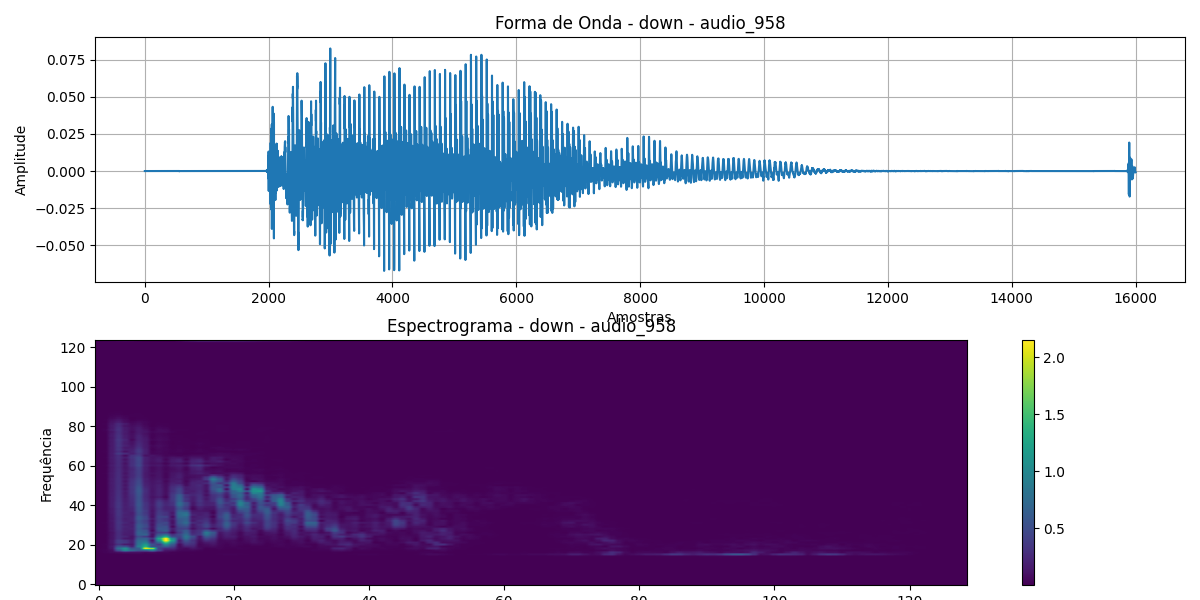 Forma de Onda - down - audio_958
Amplitude
0.075
0.050
0.025
0.000
−0.025
−0.050
0 2000 4000 6000 8000 10000 12000 14000 16000
Amostras
Espectrograma - down - audio_958
Frequência
120
100
80
60
40
20
0
0 20 40 60 80 100 120
2.0
1.5
1.0
0.5